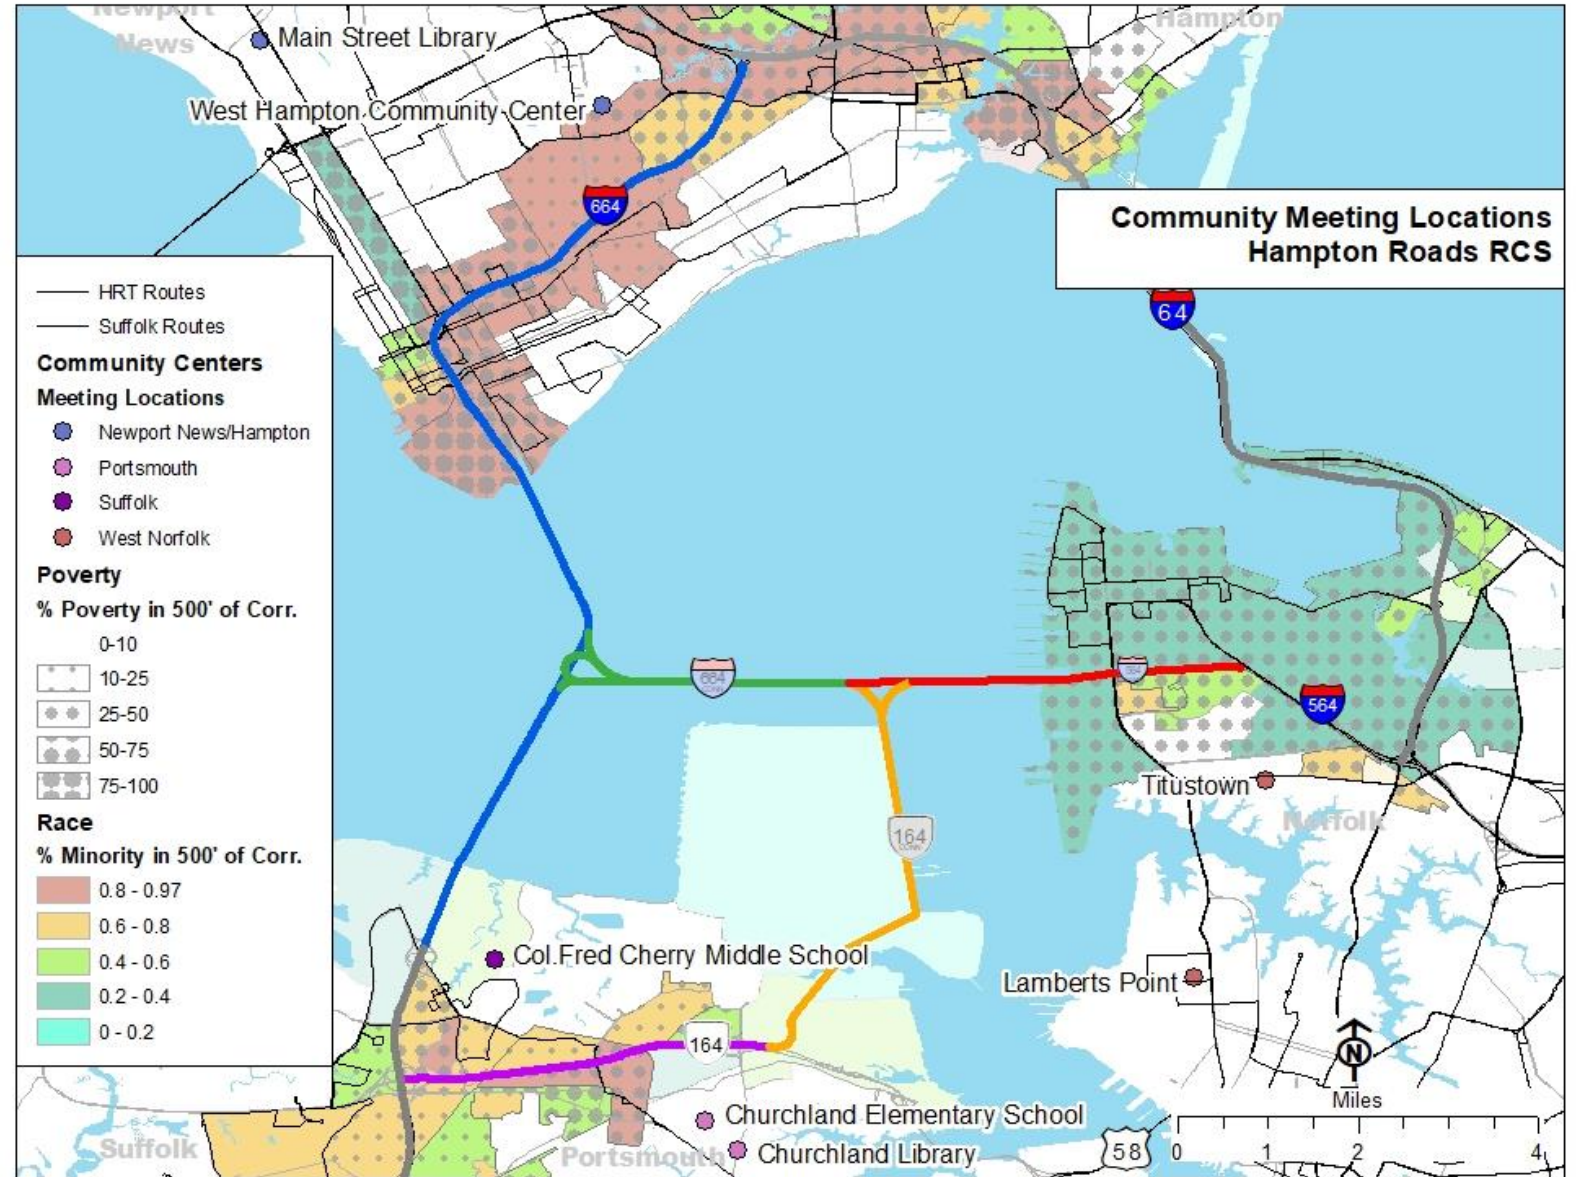 Newport
News
Main Street Library
Hampton
West Hampton Community Center
664
Community Meeting Locations
Hampton Roads RCS
64
HRT Routes
Suffolk Routes
Community Centers
Meeting Locations
Newport News/Hampton
Portsmouth
Suffolk
West Norfolk
Poverty
% Poverty in 500' of Corr.
0-10
10-25
25-50
50-75
75-100
Race
% Minority in 500' of Corr.
0.8 - 0.97
0.6 - 0.8
0.4 - 0.6
0.2 - 0.4
0 - 0.2
664
CONN
564
564
Titustown
Norfolk
164
CONN
Col.Fred Cherry Middle School
Lamberts Point
164
N
Miles
0 1 2 4
Churchland Elementary School
Churchland Library
58
Suffolk
Portsmouth